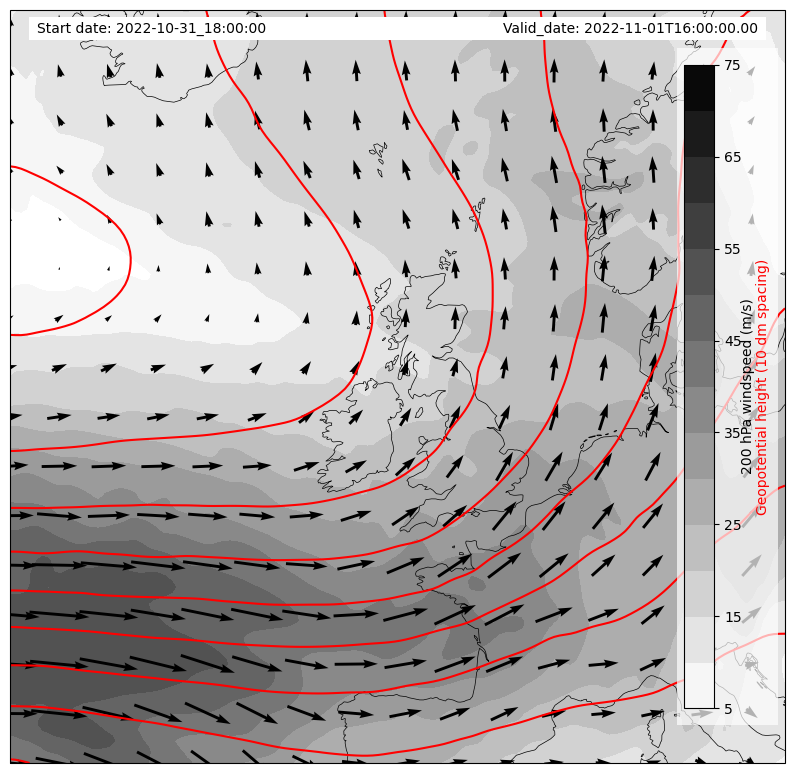 Start date: 2022-10-31_18:00:00 Valid_date: 2022-11-01T16:00:00.00
75
65
55
45
35
25
15
5
200 hPa windspeed (m/s)
Geopotential height (10 dm spacing)